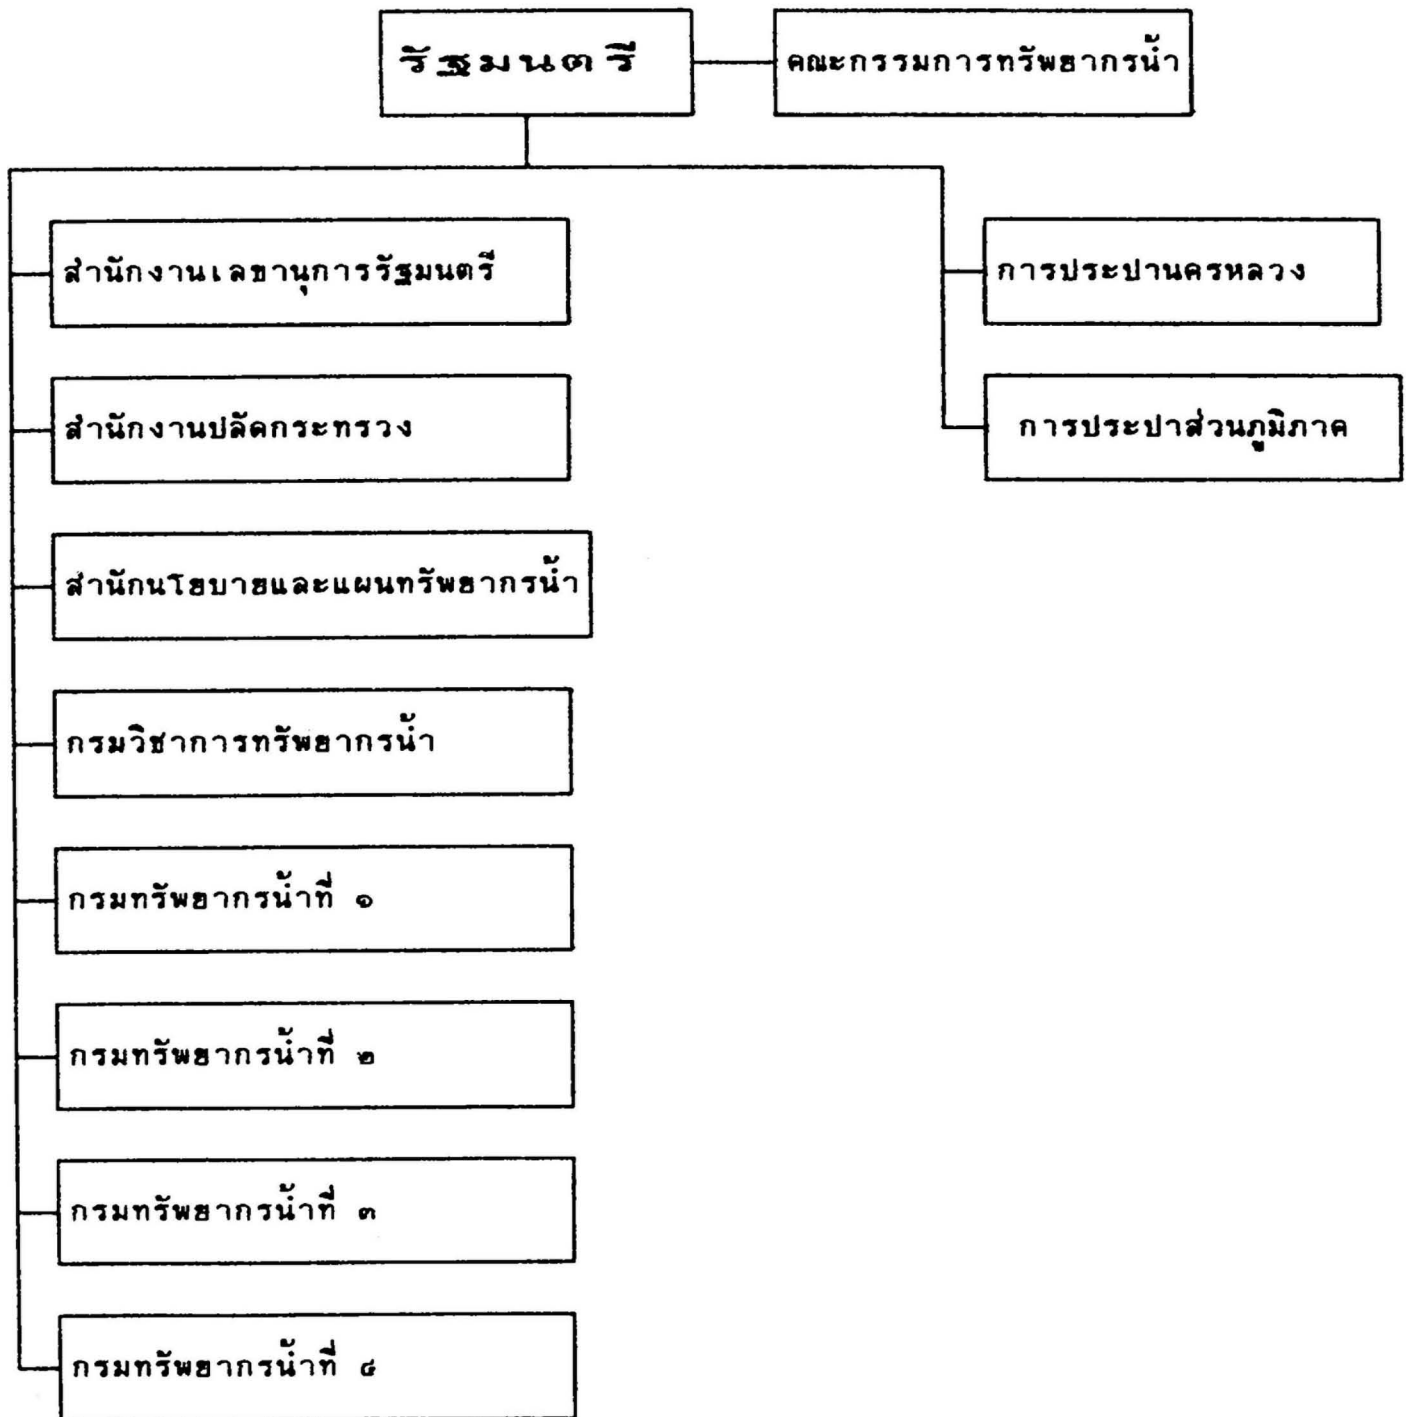 รัฐมนตรี
คณะกรรมการทรัพยากรน้ำ
สำนักงานเลขานุการรัฐมนตรี
สำนักงานปลัดกระทรวง
สำนักนโยบายและแผนทรัพยากรน้ำ
กรมวิชาการทรัพยากรน้ำ
กรมทรัพยากรน้ำที่ ๑
กรมทรัพยากรน้ำที่ ๒
กรมทรัพยากรน้ำที่ ๓
กรมทรัพยากรน้ำที่ ๔
การประปานครหลวง
การประปาส่วนภูมิภาค